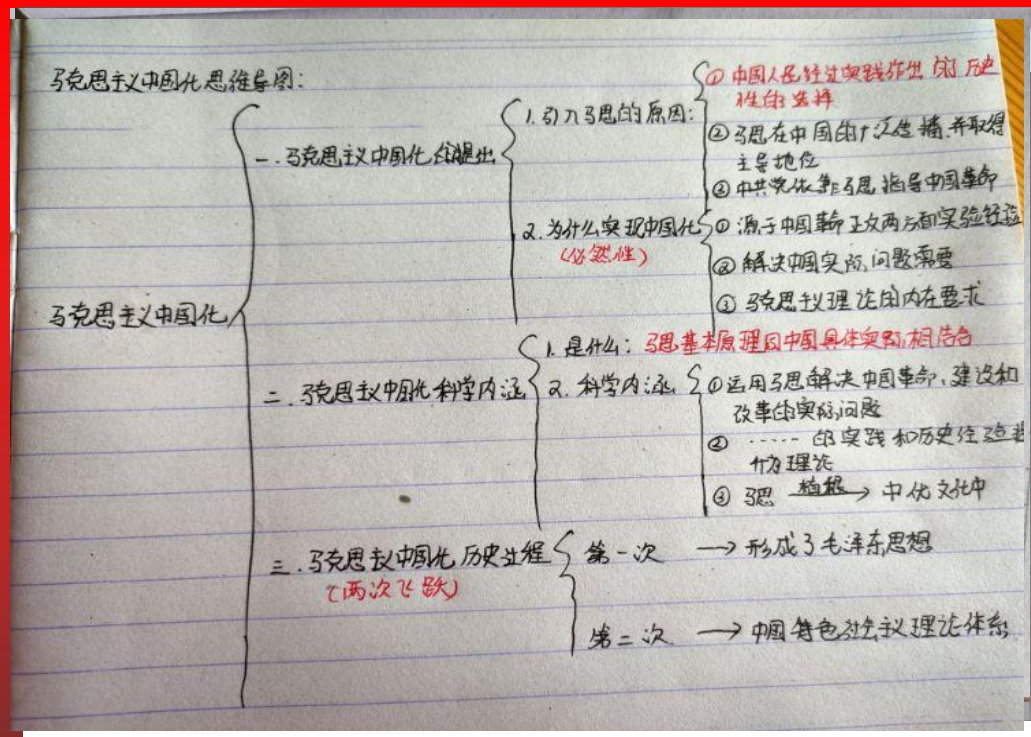 马克思主义中国化思维导图:
一.马克思主义中国化的提出
1.引入马思的原因:
①中国人民经过实践作出的历史
性的选择
②马思在中国的广泛传播,并取得
主导地位
③中共党依靠马思指导中国革命
2.为什么实现中国化
(必然性)
①源于中国革命正反两方面实验经验
②解决中国实际问题需要
③马克思主义理论的内在要求
马克思主义中国化
二.马克思主义中国化科学内涵
1.是什么:马思基本原理同中国具体实际相结合
2.科学内涵
①运用马思解决中国革命、建设和
改革的实际问题
②……的实践和历史经验提
升为理论
③马思 植根→ 中优文化中
三.马克思主义中国化历史过程
(两次飞跃)
第一次 → 形成了毛泽东思想
第二次 → 中国特色社会主义理论体系